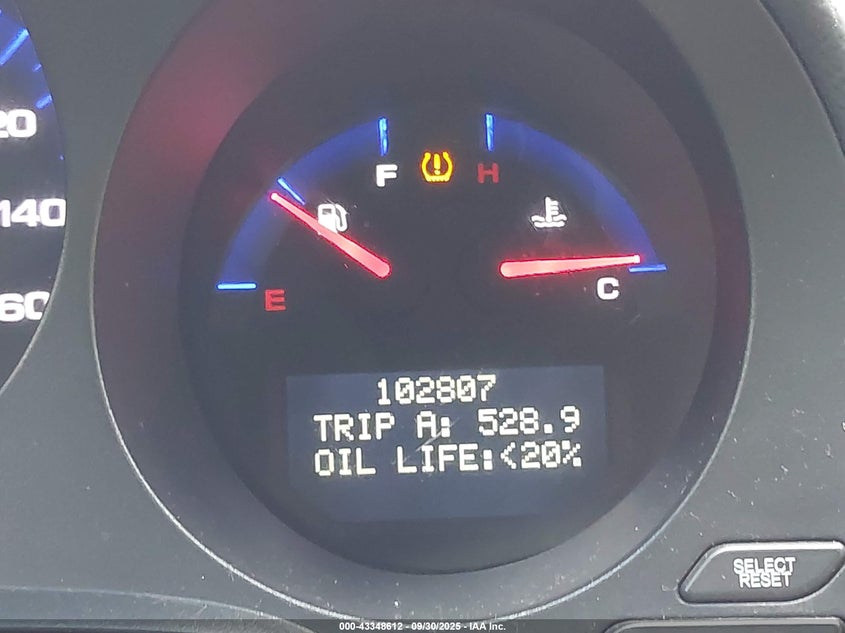 20
140
60
F
H
E
C
102807
TRIP A: 528.9
OIL LIFE:<20%
SELECT
RESET
000-43348612 - 09/30/2025 - IAA Inc.